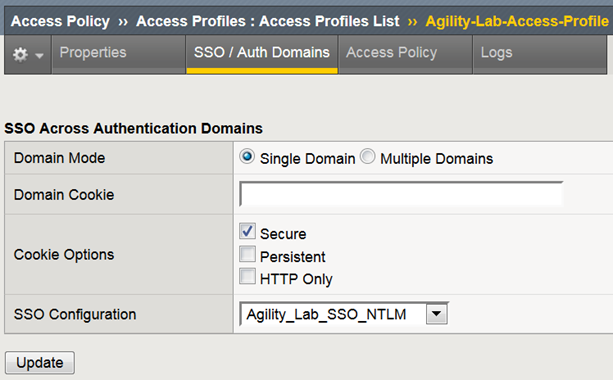 Access Policy ›› Access Profiles : Access Profiles List ›› Agility-Lab-Access-Profile
Properties SSO / Auth Domains Access Policy Logs
SSO Across Authentication Domains
Domain Mode Single Domain Multiple Domains
Domain Cookie
Cookie Options
Secure
Persistent
HTTP Only
SSO Configuration Agility_Lab_SSO_NTLM
Update